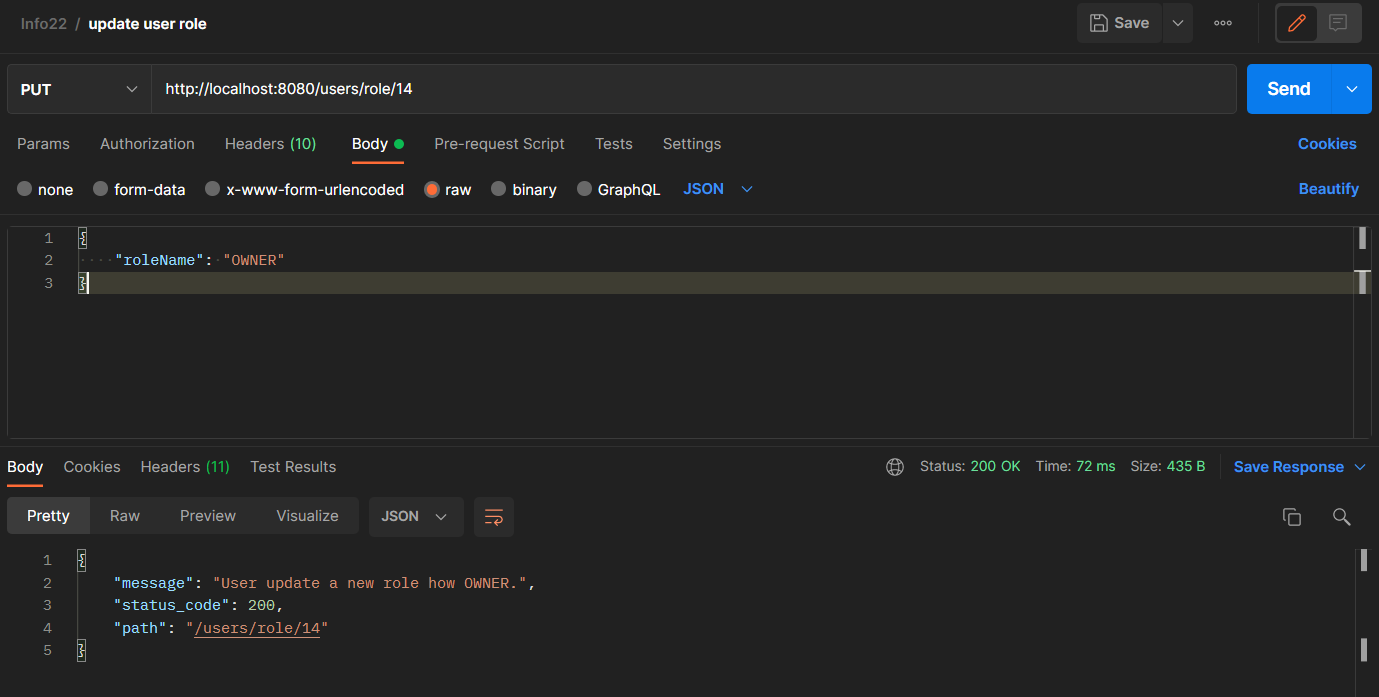 Info22 / update user role
Save
PUT http://localhost:8080/users/role/14 Send
Params Authorization Headers (10) Body Pre-request Script Tests Settings Cookies
none form-data x-www-form-urlencoded raw binary GraphQL JSON Beautify
1 {
2 ····"roleName":·"OWNER"
3 }
Body Cookies Headers (11) Test Results Status: 200 OK Time: 72 ms Size: 435 B Save Response
Pretty Raw Preview Visualize JSON
1 {
2 "message": "User update a new role how OWNER.",
3 "status_code": 200,
4 "path": "/users/role/14"
5 }